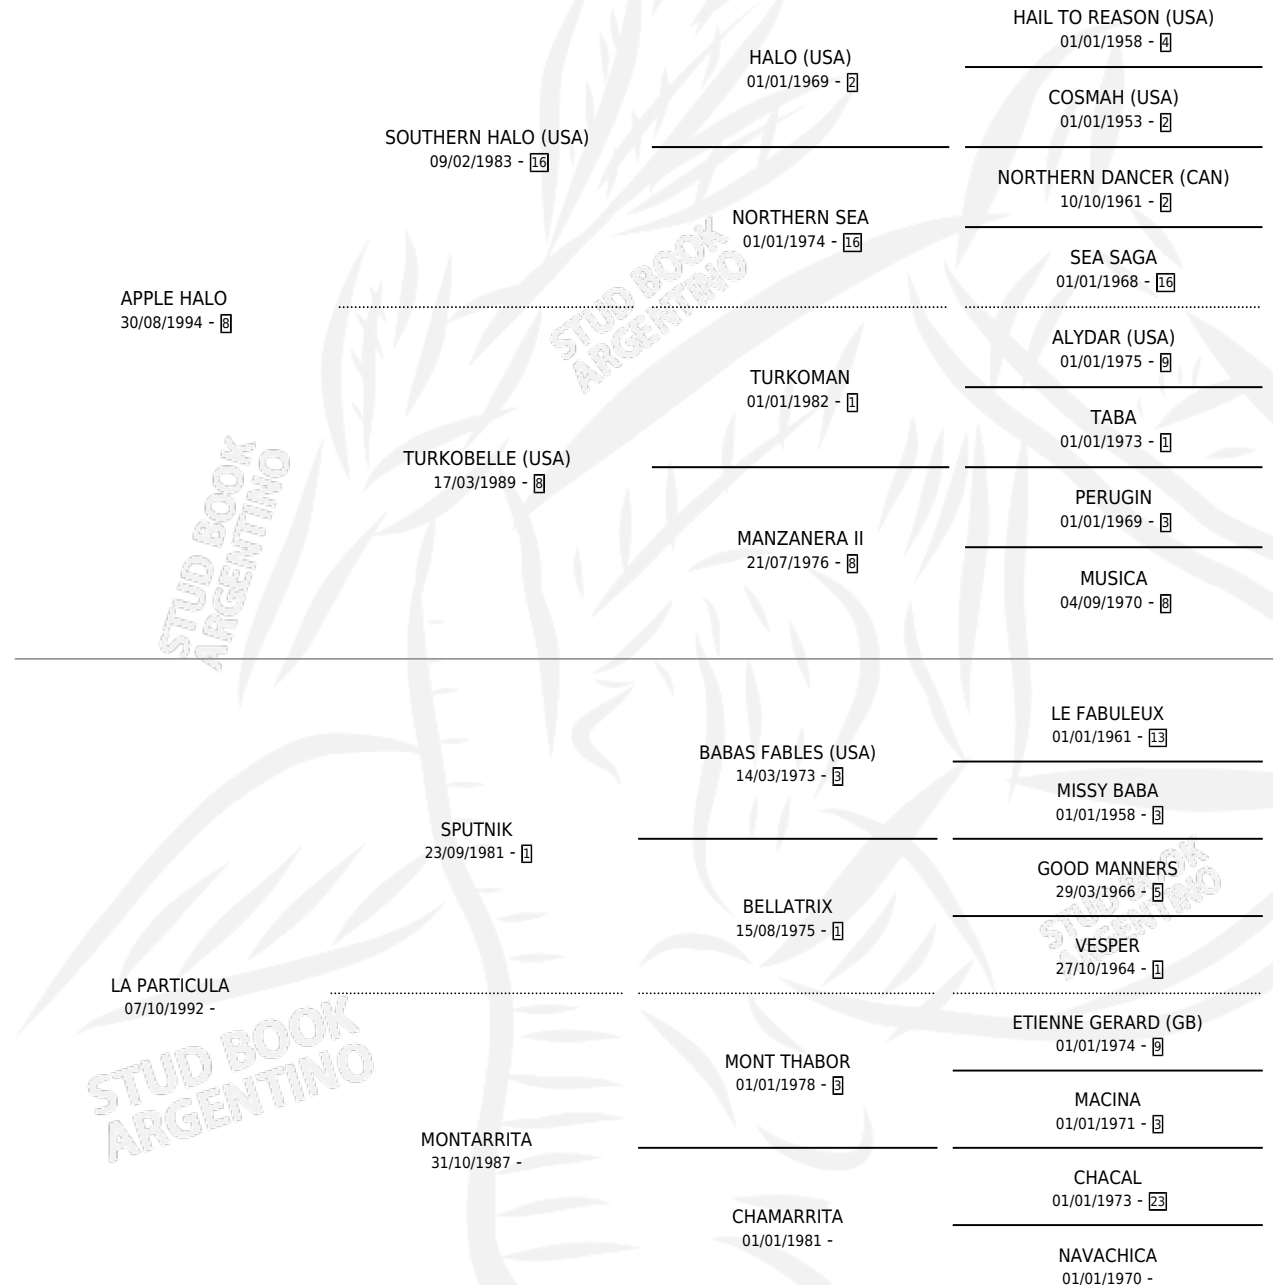 HAIL TO REASON (USA)
01/01/1958 - 4
HALO (USA)
01/01/1969 - 2
COSMAH (USA)
01/01/1953 - 2
SOUTHERN HALO (USA)
09/02/1983 - 16
NORTHERN DANCER (CAN)
10/10/1961 - 2
NORTHERN SEA
01/01/1974 - 16
SEA SAGA
01/01/1968 - 16
APPLE HALO
30/08/1994 - 8
STUD BOOK
ARGENTINO
ALYDAR (USA)
01/01/1975 - 9
TURKOMAN
01/01/1982 - 1
TABA
01/01/1973 - 1
TURKOBELLE (USA)
17/03/1989 - 8
PERUGIN
01/01/1969 - 3
MANZANERA II
21/07/1976 - 8
MUSICA
04/09/1970 - 8
STUD BOOK
ARGENTINO
LE FABULEUX
01/01/1961 - 13
BABAS FABLES (USA)
14/03/1973 - 3
MISSY BABA
01/01/1958 - 3
SPUTNIK
23/09/1981 - 1
GOOD MANNERS
29/03/1966 - 5
BELLATRIX
15/08/1975 - 1
VESPER
27/10/1964 - 1
STUD BOOK
ARGENTINO
LA PARTICULA
07/10/1992 -
STUD BOOK
ARGENTINO
ETIENNE GERARD (GB)
01/01/1974 - 9
MONT THABOR
01/01/1978 - 3
MACINA
01/01/1971 - 3
MONTARRITA
31/10/1987 -
CHACAL
01/01/1973 - 23
CHAMARRITA
01/01/1981 -
NAVACHICA
01/01/1970 -